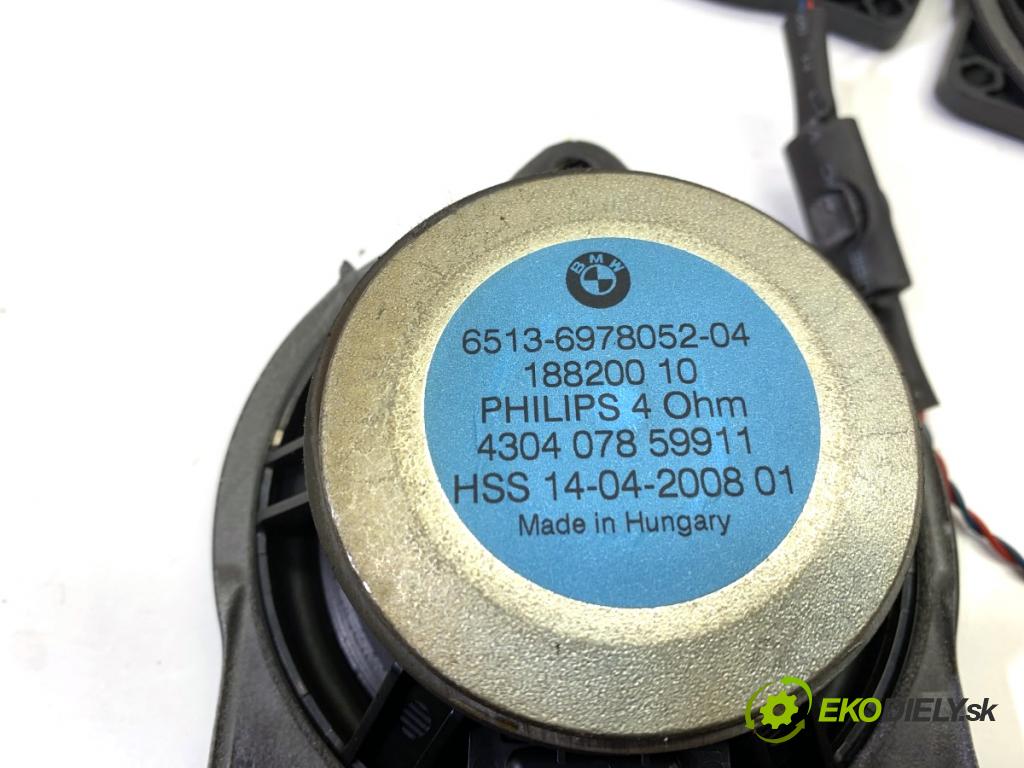 BMW
6513-6978052-04
188200 10
PHILIPS 4 Ohm
4304 078 59911
HSS 14-04-2008 01
Made in Hungary
EKODIELY.sk